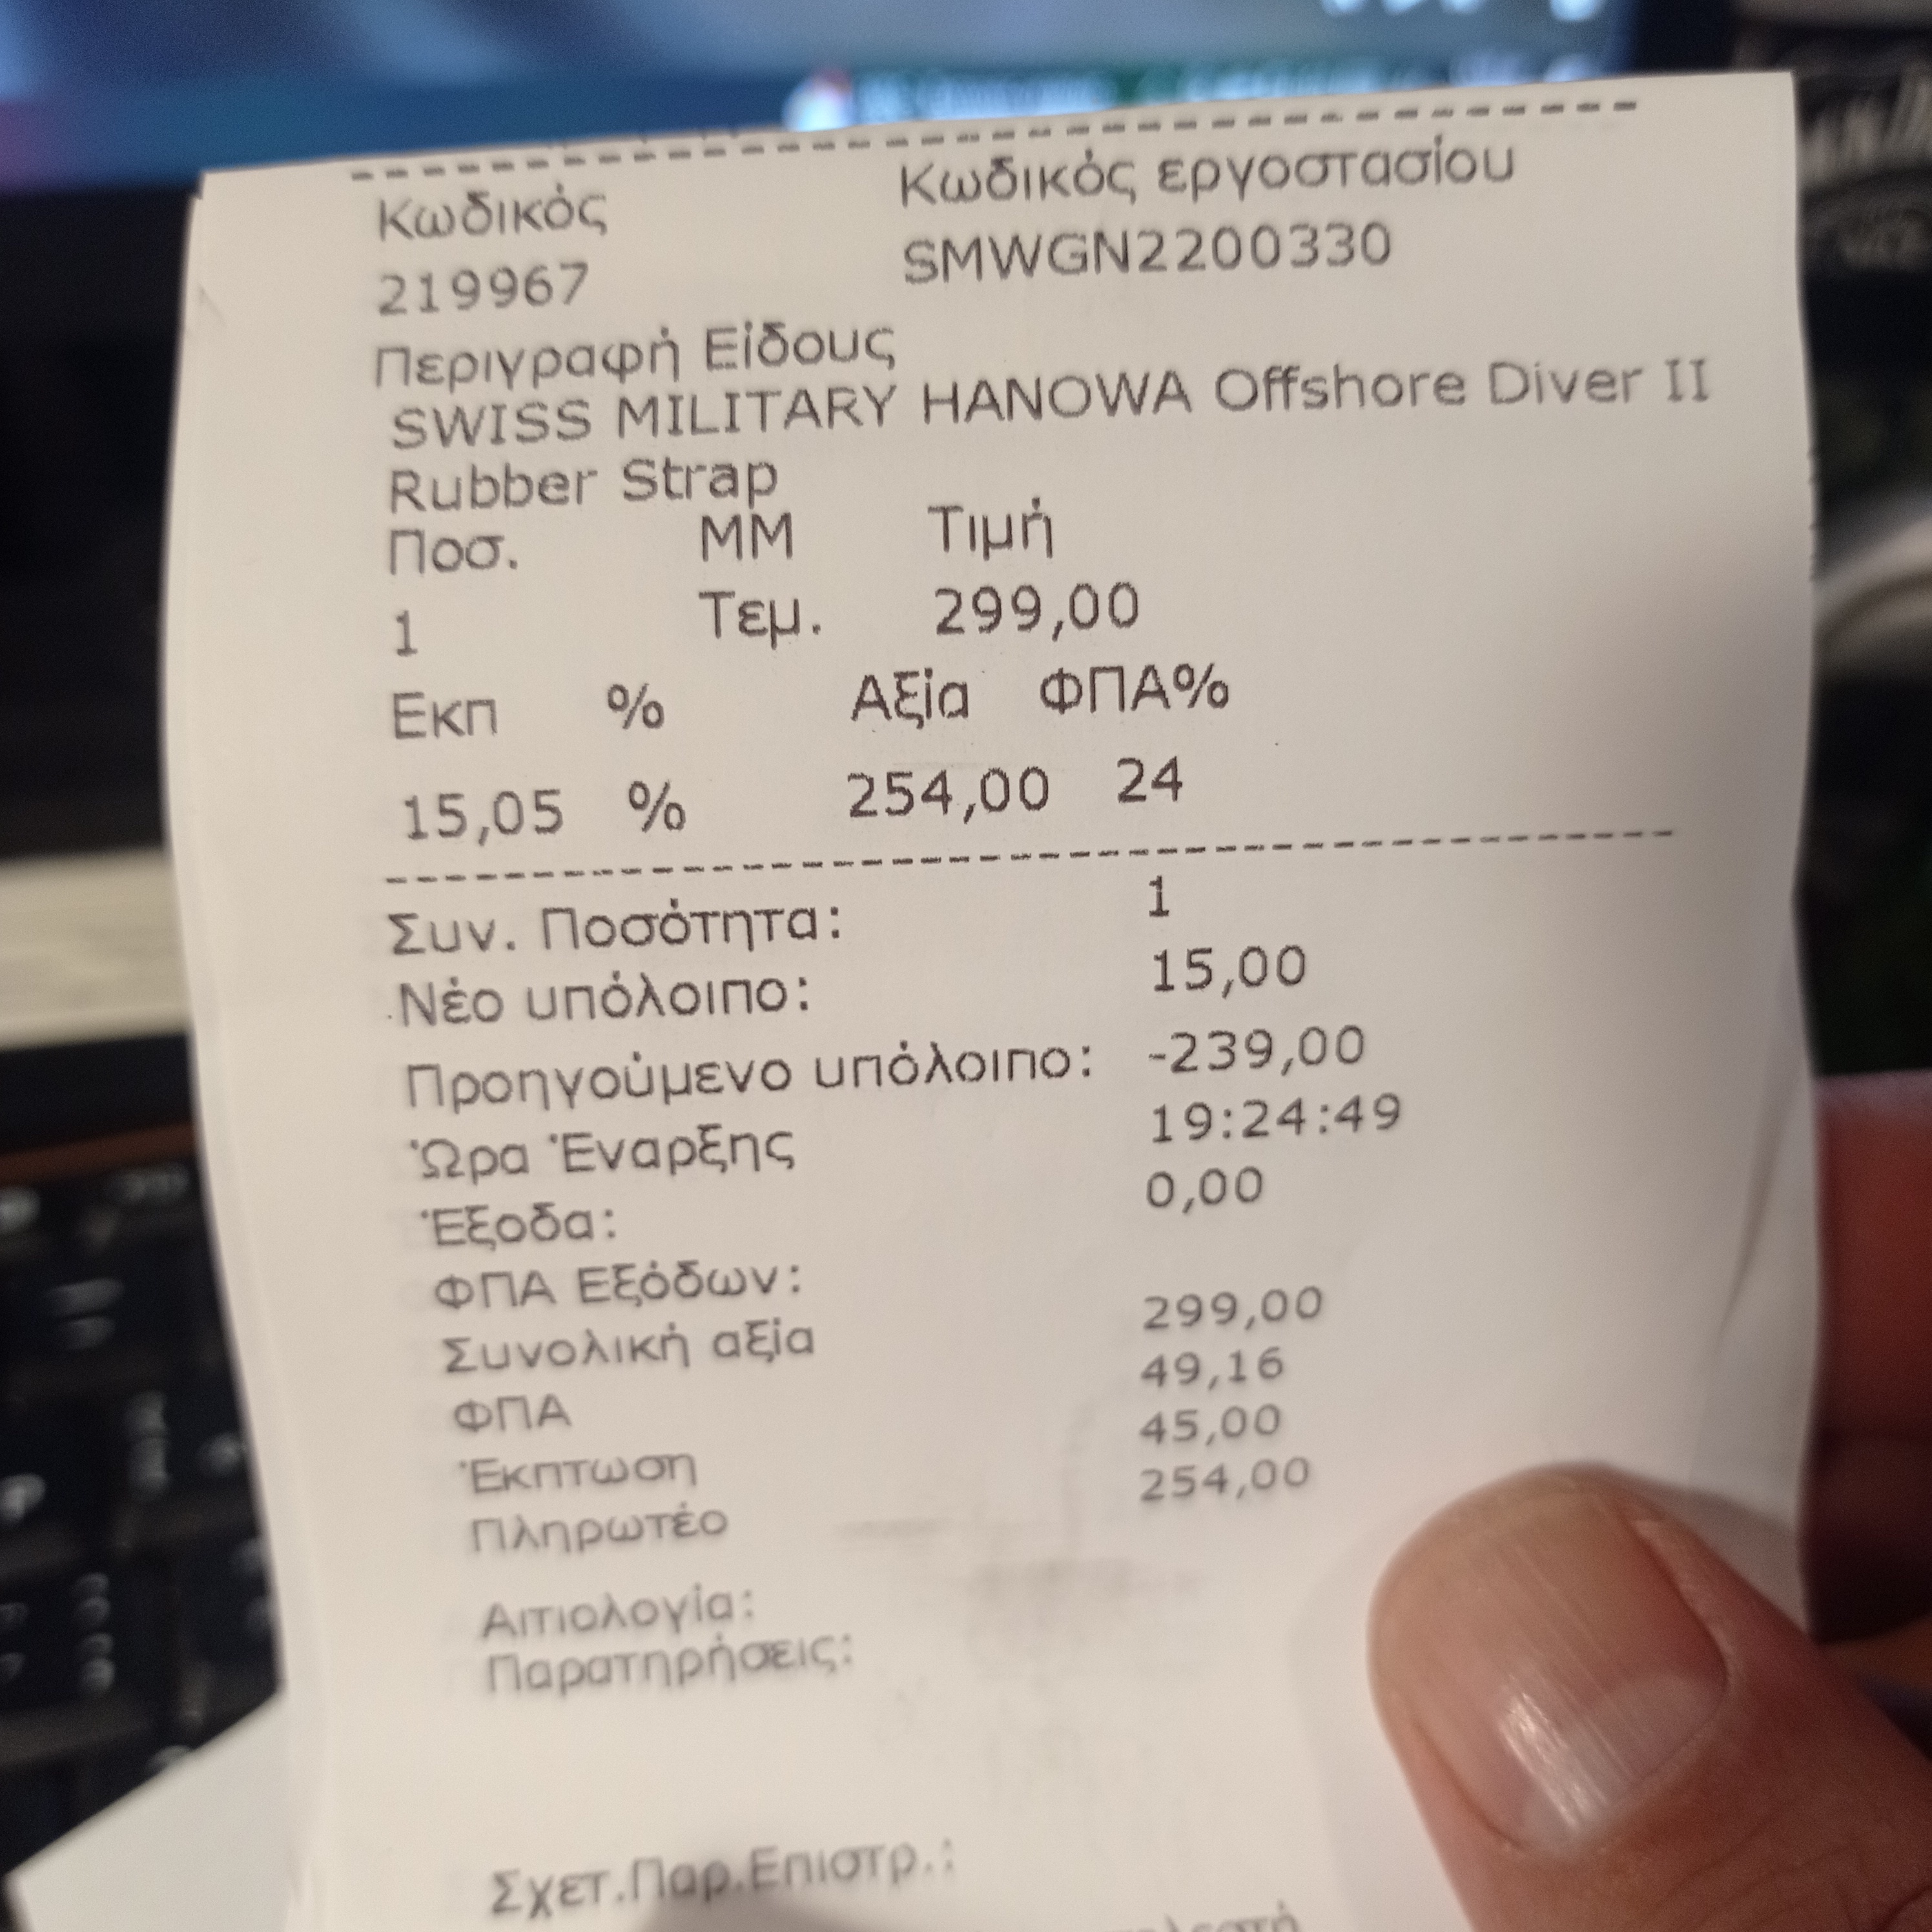 Κωδικός Κωδικός εργοστασίου
219967 SMWGN2200330
Περιγραφή Είδους
SWISS MILITARY HANOWA Offshore Diver II
Rubber Strap
Ποσ. ΜΜ Τιμή
1 Τεμ. 299,00
Εκπ % Αξία ΦΠΑ%
15,05 % 254,00 24
Συν. Ποσότητα: 1
Νέο υπόλοιπο: 15,00
Προηγούμενο υπόλοιπο: -239,00
Ώρα Έναρξης 19:24:49
Έξοδα: 0,00
ΦΠΑ Εξόδων:
Συνολική αξία 299,00
ΦΠΑ 49,16
Έκπτωση 45,00
Πληρωτέο 254,00
Αιτιολογία:
Παρατηρήσεις:
Σχετ.Παρ.Επιστρ.: